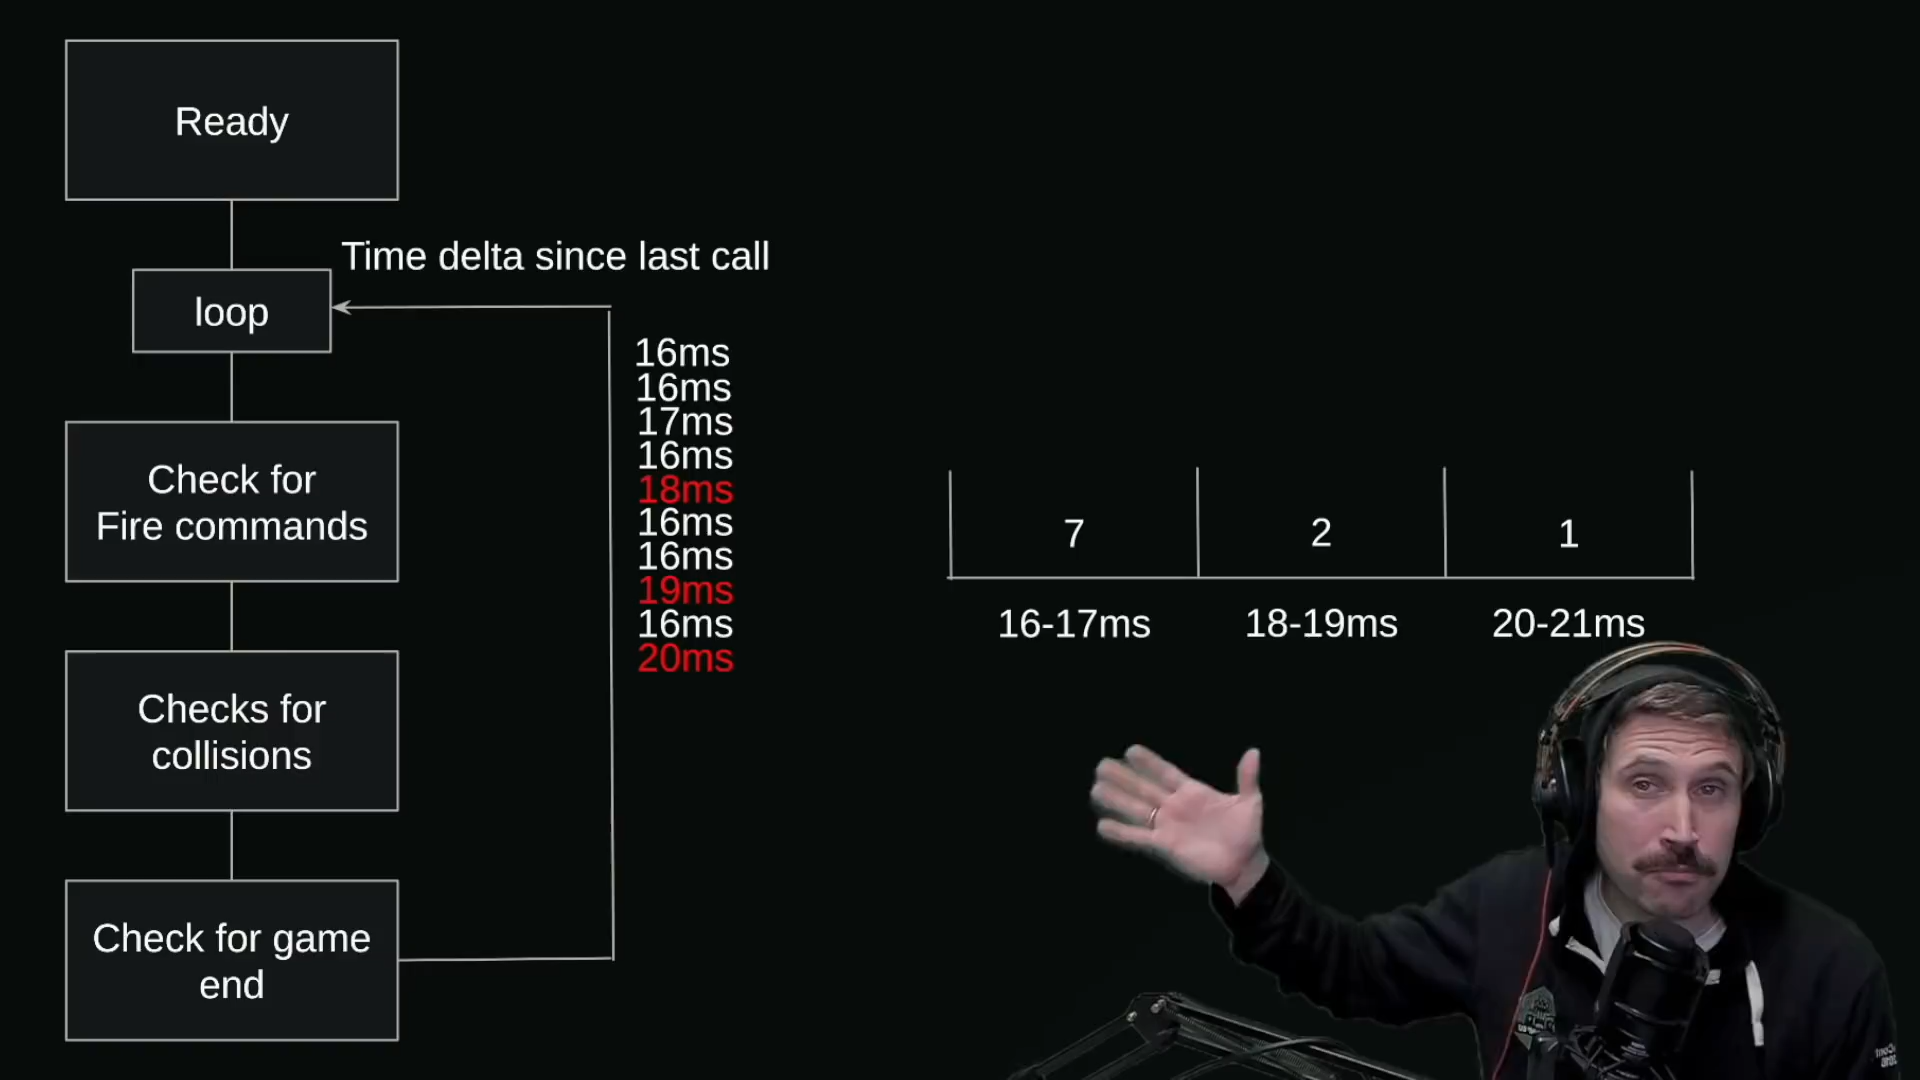 Ready
Time delta since last call
loop
16ms
16ms
17ms
16ms
18ms
16ms
16ms
19ms
16ms
20ms
Check for
Fire commands
Checks for
collisions
Check for game
end
7
2
1
16-17ms
18-19ms
20-21ms